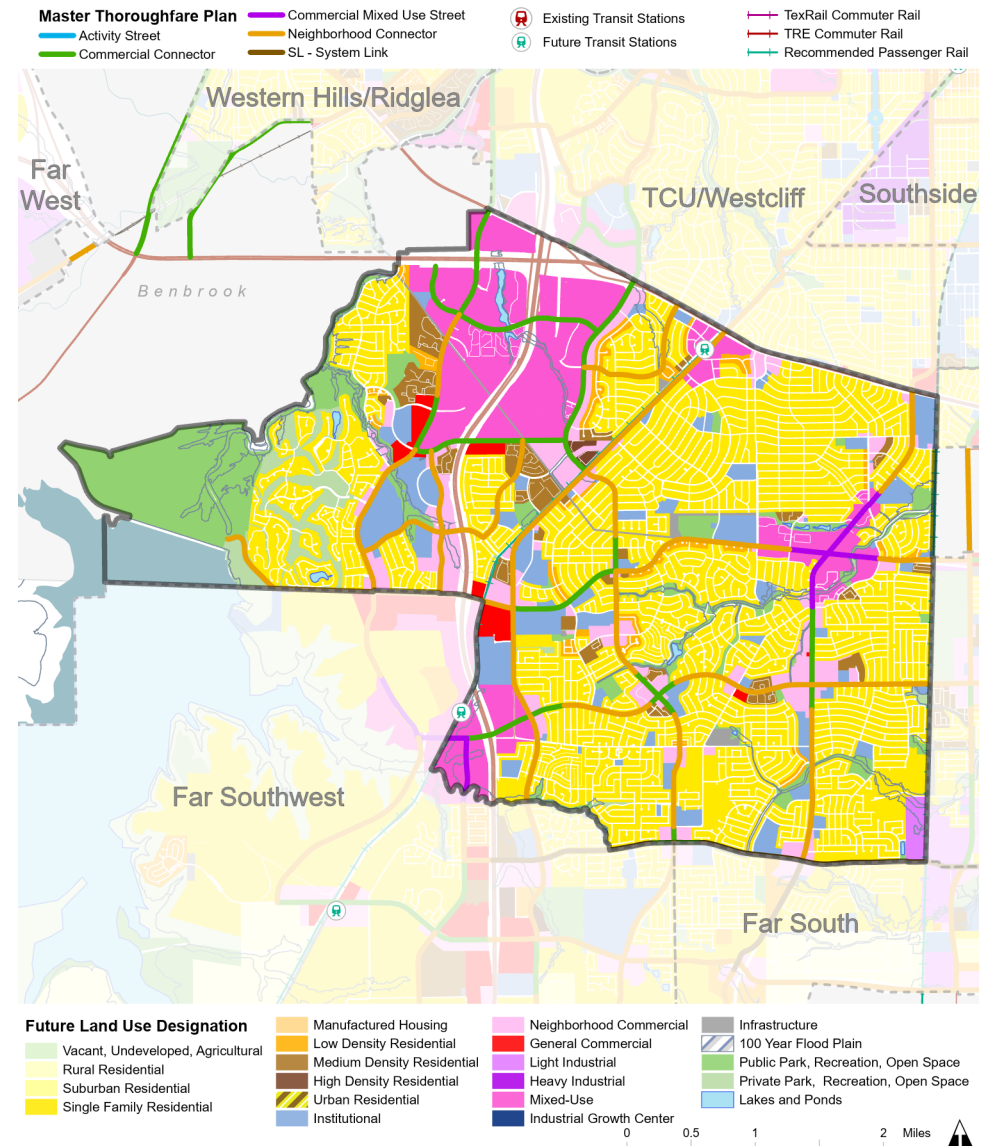 Master Thoroughfare Plan
Activity Street
Commercial Connector
Commercial Mixed Use Street
Neighborhood Connector
SL - System Link
Existing Transit Stations
Future Transit Stations
TexRail Commuter Rail
TRE Commuter Rail
Recommended Passenger Rail
Western Hills/Ridglea
Far
West
TCU/Westcliff
Southside
Benbrook
Far Southwest
Far South
Future Land Use Designation
Vacant, Undeveloped, Agricultural
Rural Residential
Suburban Residential
Single Family Residential
Manufactured Housing
Low Density Residential
Medium Density Residential
High Density Residential
Urban Residential
Institutional
Neighborhood Commercial
General Commercial
Light Industrial
Heavy Industrial
Mixed-Use
Industrial Growth Center
Infrastructure
100 Year Flood Plain
Public Park, Recreation, Open Space
Private Park, Recreation, Open Space
Lakes and Ponds
0 0.5 1 2 Miles